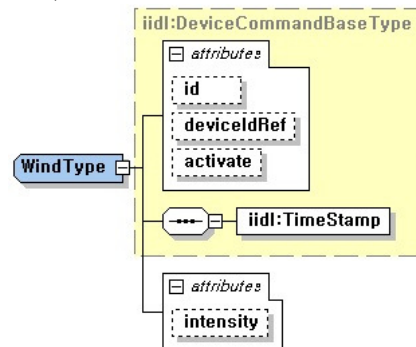 iidl:DeviceCommandBaseType
attributes
id
deviceIdRef
activate
WindType
iidl:TimeStamp
attributes
intensity